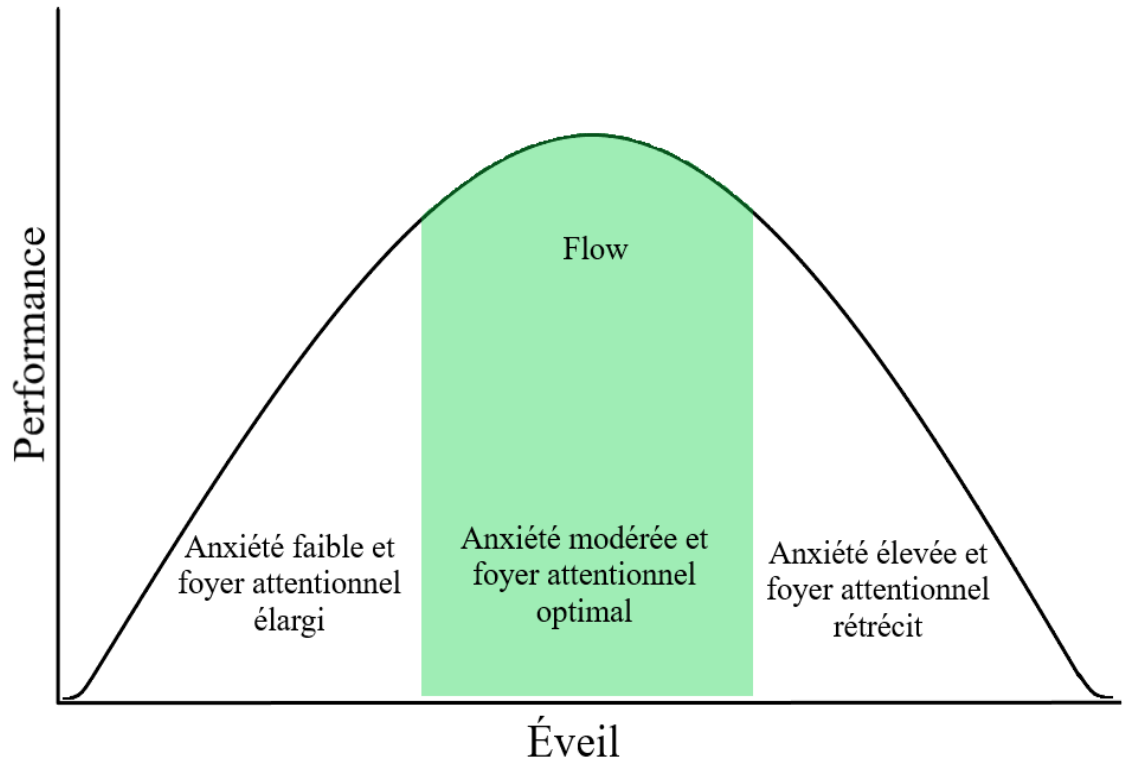 Performance
Flow
Anxiété faible et
foyer attentionnel
élargi
Anxiété modérée et
foyer attentionnel
optimal
Anxiété élevée et
foyer attentionnel
rétrécit
Éveil